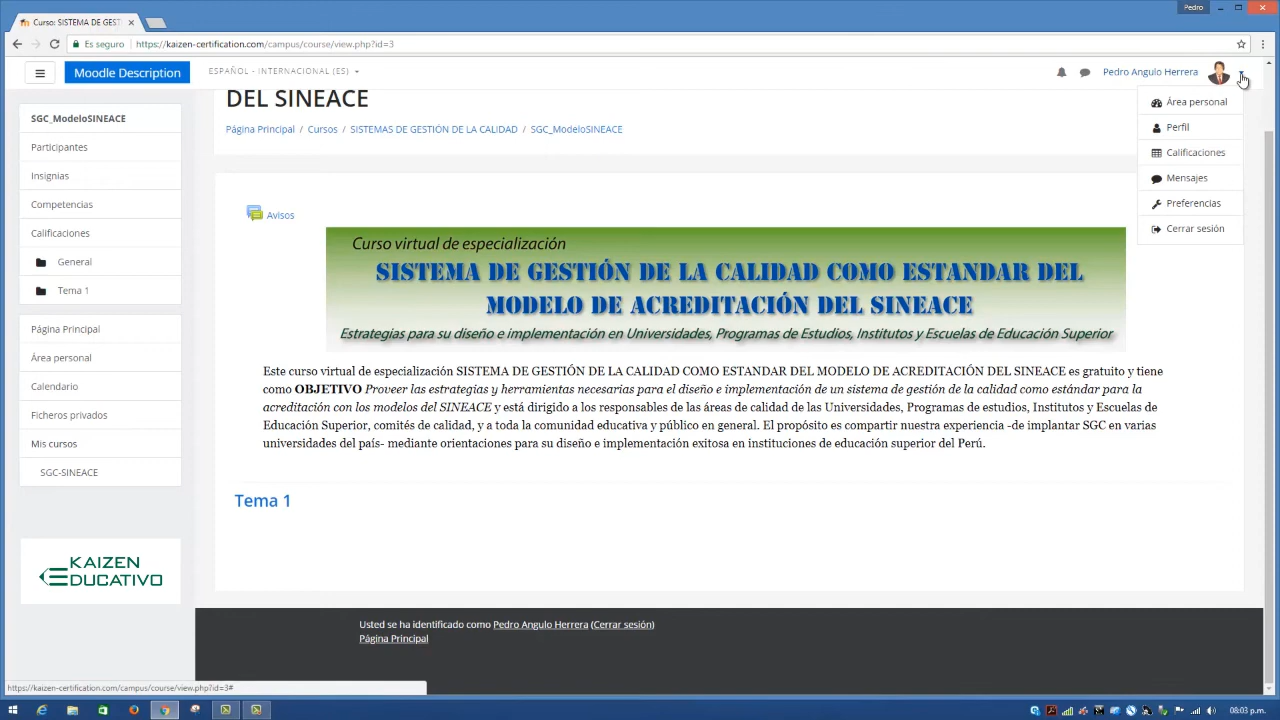 Pedro
Curso: SISTEMA DE GEST
Es seguro https://kaizen-certification.com/campus/course/view.php?id=3
Moodle Description
ESPAÑOL - INTERNACIONAL (ES)
Pedro Angulo Herrera
DEL SINEACE
Página Principal / Cursos / SISTEMAS DE GESTIÓN DE LA CALIDAD / SGC_ModeloSINEACE
Área personal
Perfil
Calificaciones
Mensajes
Preferencias
Cerrar sesión
SGC_ModeloSINEACE
Participantes
Insignias
Competencias
Calificaciones
General
Tema 1
Página Principal
Área personal
Calendario
Ficheros privados
Mis cursos
SGC-SINEACE
KAIZEN
EDUCATIVO
Avisos
Curso virtual de especialización
SISTEMA DE GESTIÓN DE LA CALIDAD COMO ESTANDAR DEL
MODELO DE ACREDITACIÓN DEL SINEACE
Estrategias para su diseño e implementación en Universidades, Programas de Estudios, Institutos y Escuelas de Educación Superior
Este curso virtual de especialización SISTEMA DE GESTIÓN DE LA CALIDAD COMO ESTANDAR DEL MODELO DE ACREDITACIÓN DEL SINEACE es gratuito y tiene
como OBJETIVO Proveer las estrategias y herramientas necesarias para el diseño e implementación de un sistema de gestión de la calidad como estándar para la
acreditación con los modelos del SINEACE y está dirigido a los responsables de las áreas de calidad de las Universidades, Programas de estudios, Institutos y Escuelas de
Educación Superior, comités de calidad, y a toda la comunidad educativa y público en general. El propósito es compartir nuestra experiencia -de implantar SGC en varias
universidades del país- mediante orientaciones para su diseño e implementación exitosa en instituciones de educación superior del Perú.
Tema 1
Usted se ha identificado como Pedro Angulo Herrera (Cerrar sesión)
Página Principal
https://kaizen-certification.com/campus/course/view.php?id=3#
08:03 p.m.